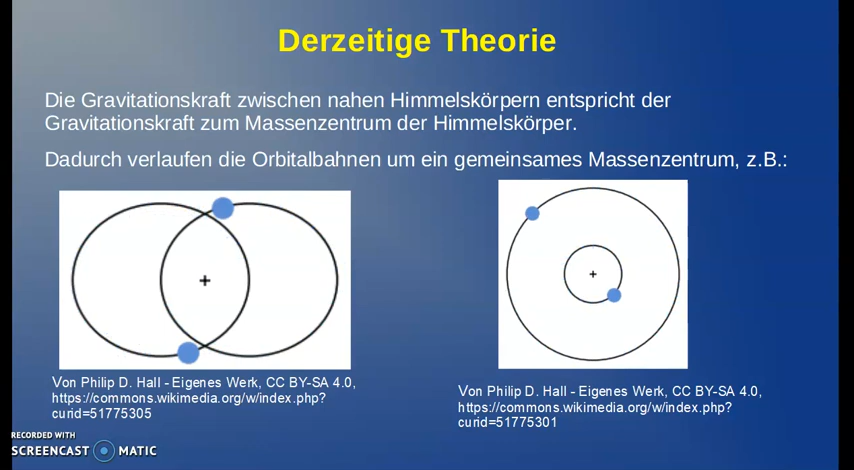 Derzeitige Theorie
Die Gravitationskraft zwischen nahen Himmelskörpern entspricht der
Gravitationskraft zum Massenzentrum der Himmelskörper.
Dadurch verlaufen die Orbitalbahnen um ein gemeinsames Massenzentrum, z.B.:
Von Philip D. Hall - Eigenes Werk, CC BY-SA 4.0,
https://commons.wikimedia.org/w/index.php?
curid=51775305
Von Philip D. Hall - Eigenes Werk, CC BY-SA 4.0,
https://commons.wikimedia.org/w/index.php?
curid=51775301
RECORDED WITH
SCREENCAST MATIC